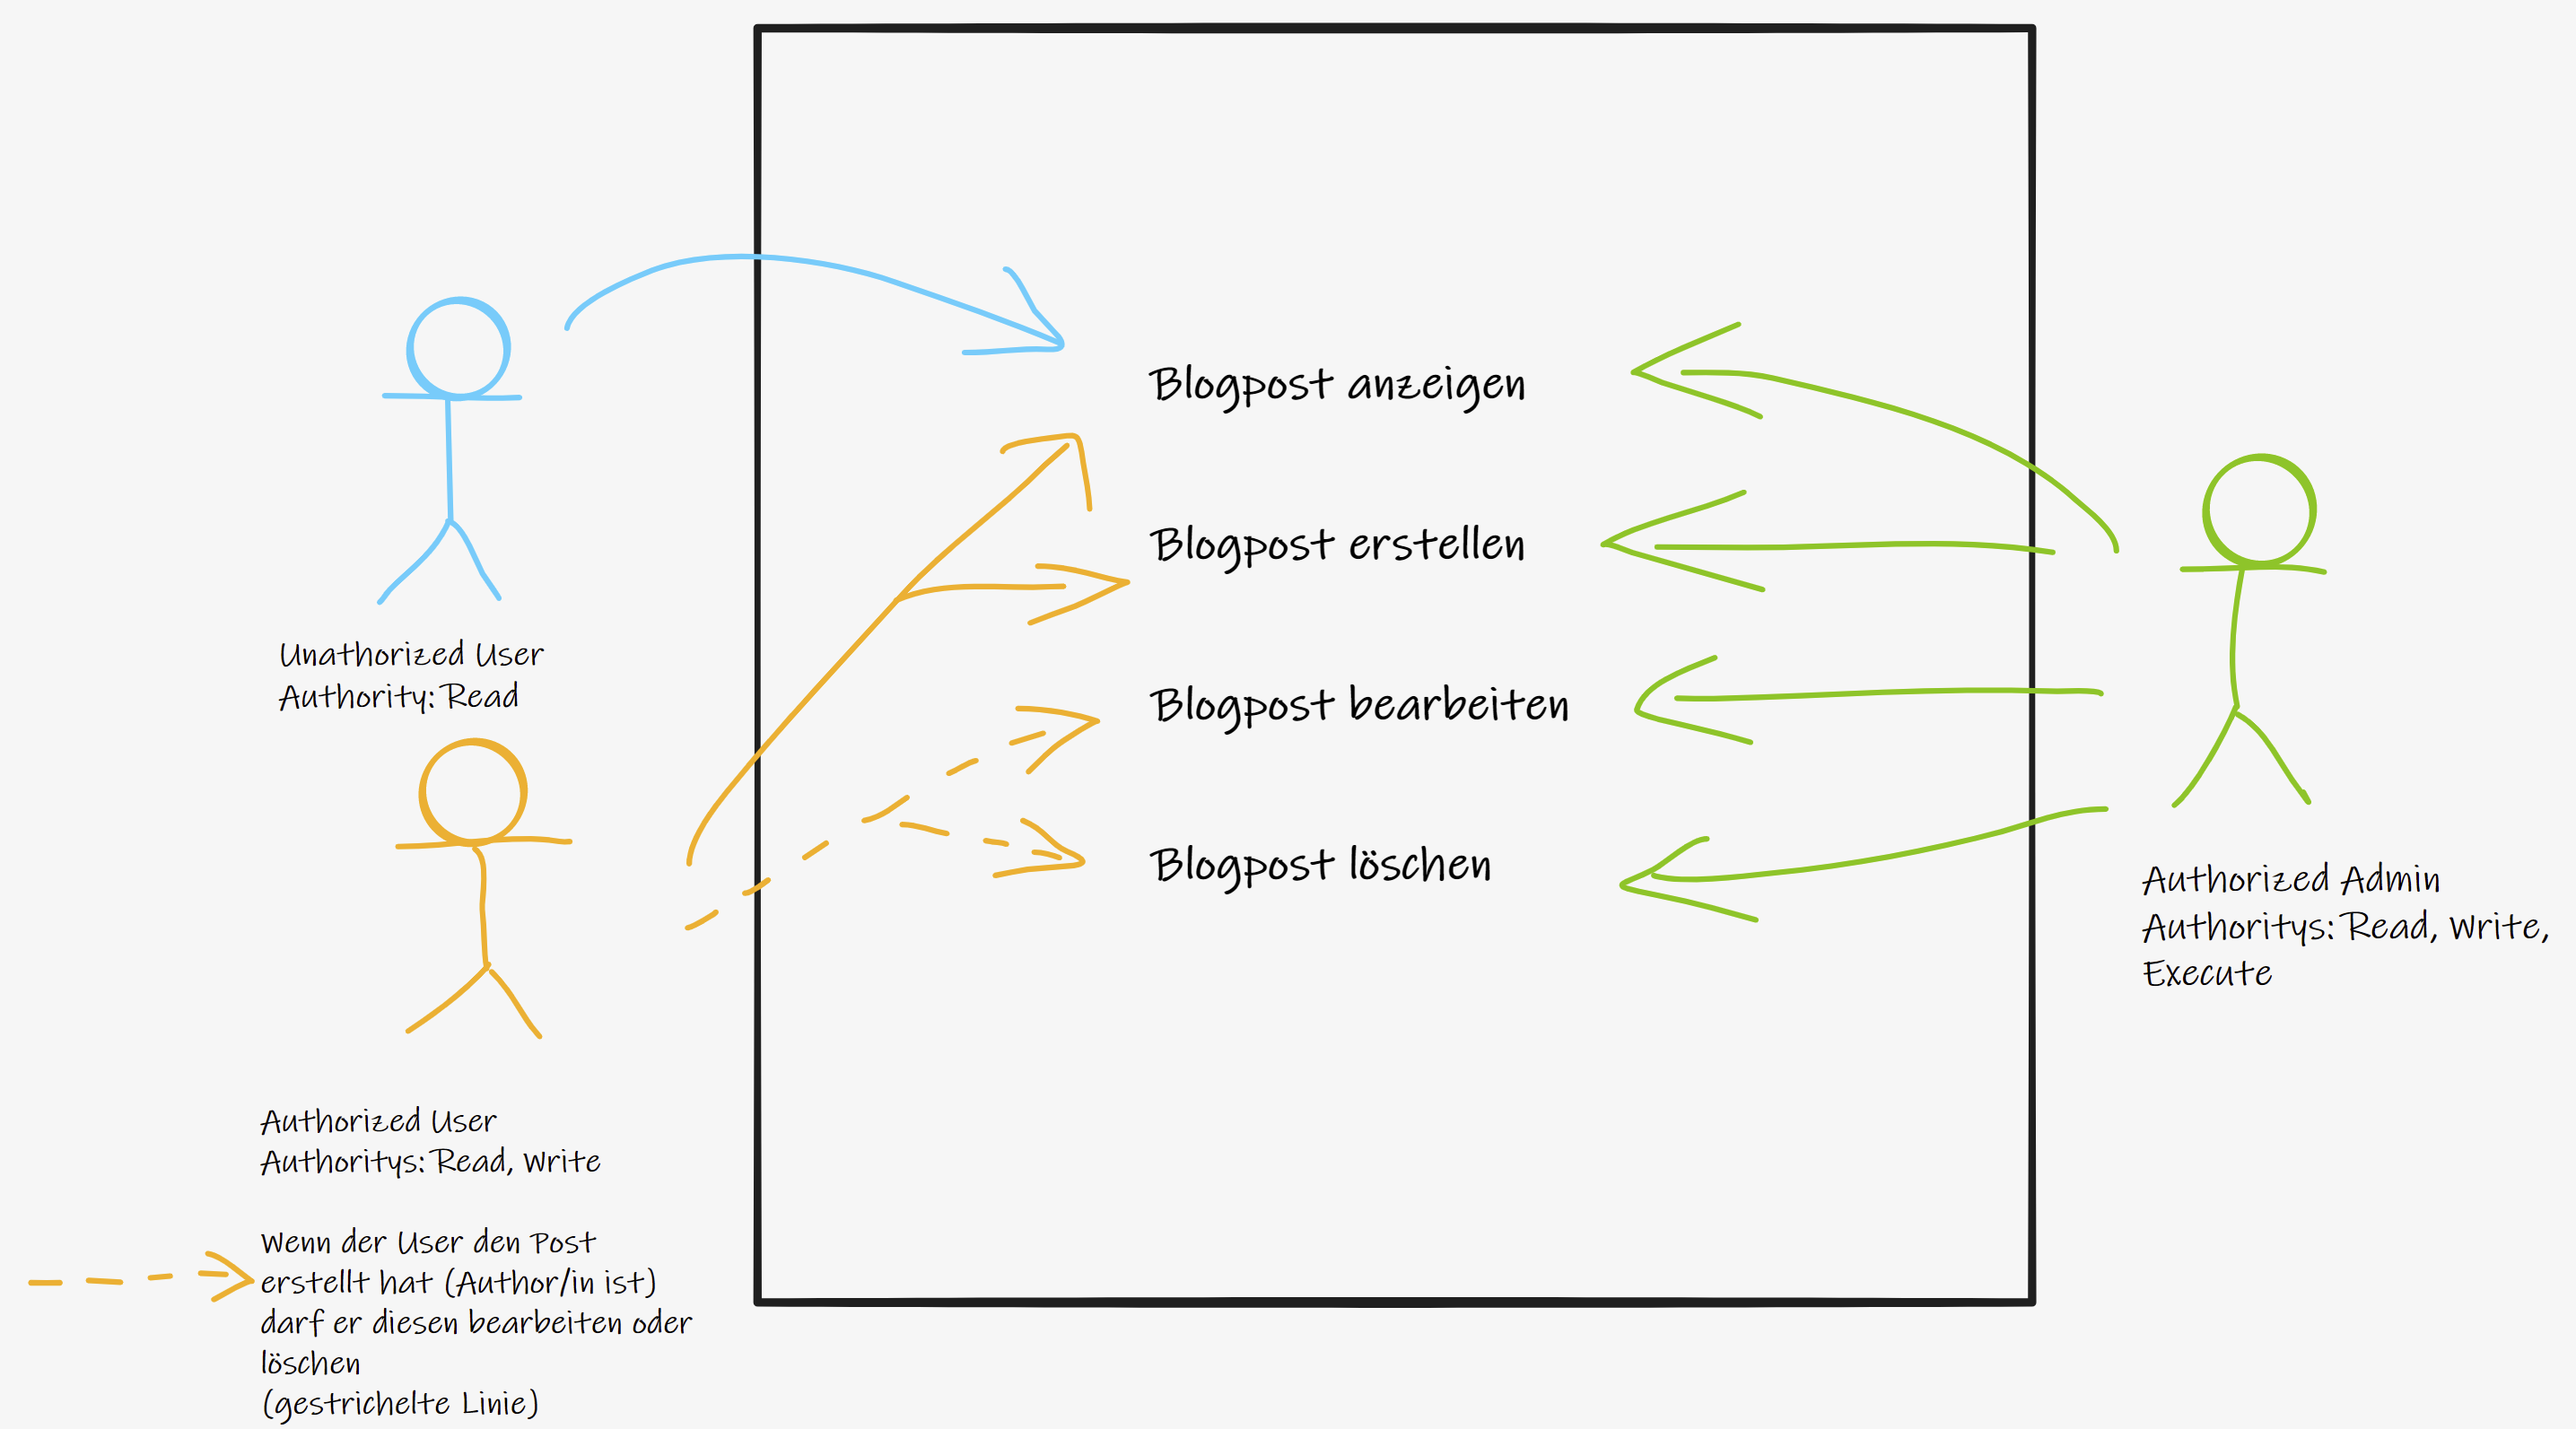 Blogpost anzeigen
Blogpost erstellen
Blogpost bearbeiten
Blogpost löschen
Unathorized User
Authority: Read
Authorized User
Authoritys: Read, Write
Wenn der User den Post
erstellt hat (Author/in ist)
darf er diesen bearbeiten oder
löschen
(gestrichelte Linie)
Authorized Admin
Authoritys: Read, Write,
Execute